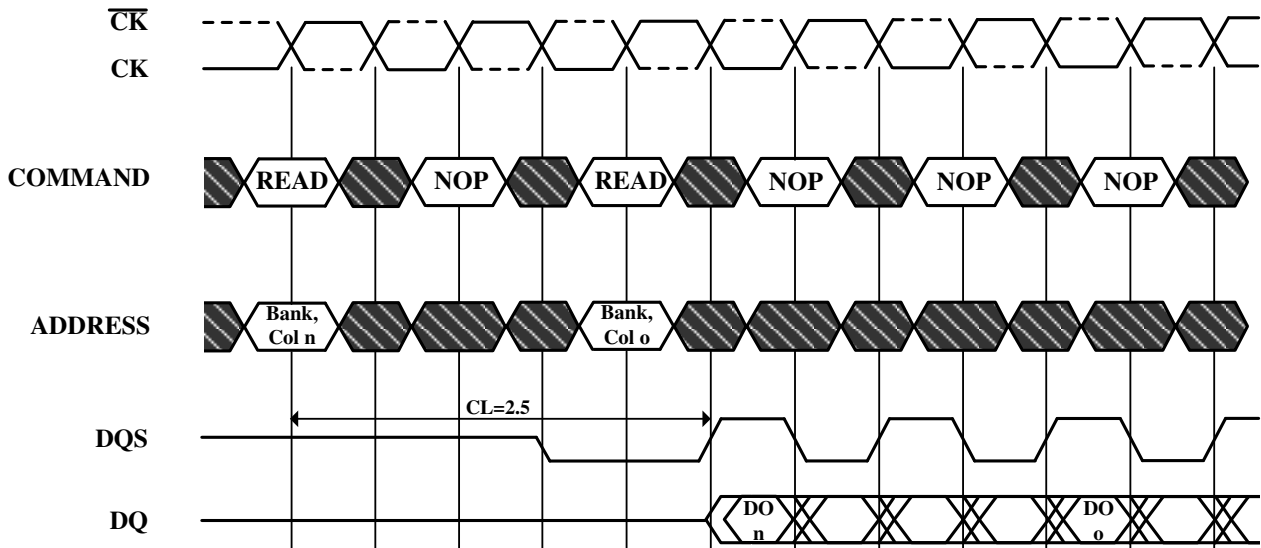 CK
CK
COMMAND READ NOP READ NOP NOP NOP
ADDRESS
Bank,
Col n
Bank,
Col o
CL=2.5
DQS
DQ
DO
n
DO
o